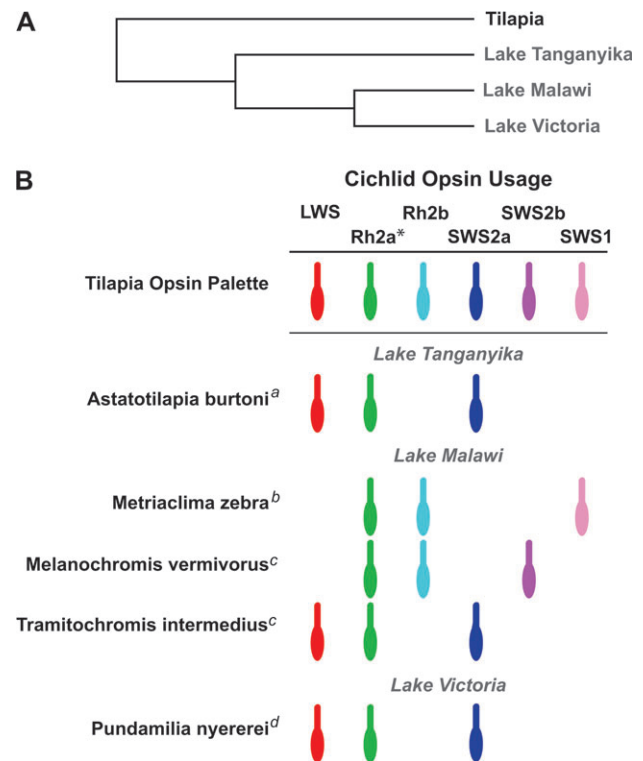 A
Tilapia
Lake Tanganyika
Lake Malawi
Lake Victoria
B
Cichlid Opsin Usage
LWS Rh2b SWS2b
Rh2a* SWS2a SWS1
Tilapia Opsin Palette
Lake Tanganyika
Astatotilapia burtoni^a
Lake Malawi
Metriaclima zebra^b
Melanochromis vermivorus^c
Tramitochromis intermedius^c
Lake Victoria
Pundamilia nyererei^d